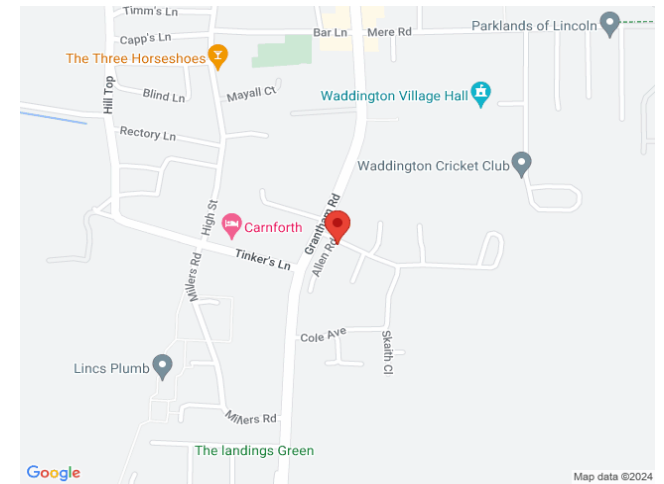 Timm's Ln
Parklands of Lincoln
Capp's Ln
Bar Ln
Mere Rd
The Three Horseshoes
Hill Top
Blind Ln
Mayall Ct
Waddington Village Hall
Rectory Ln
Waddington Cricket Club
High St
Grantham Rd
Carnforth
Allen Rd
Tinker's Ln
Millers Rd
Cole Ave
Skaith Cl
Lincs Plumb
Millers Rd
The landings Green
Google
Map data ©2024